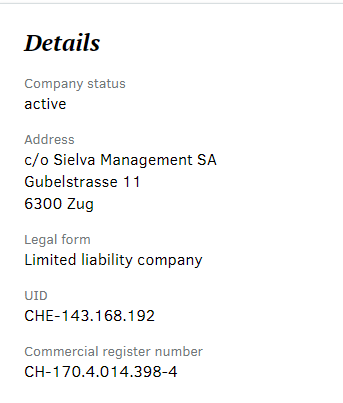 Details
Company status
active
Address
c/o Sielva Management SA
Gubelstrasse 11
6300 Zug
Legal form
Limited liability company
UID
CHE-143.168.192
Commercial register number
CH-170.4.014.398-4